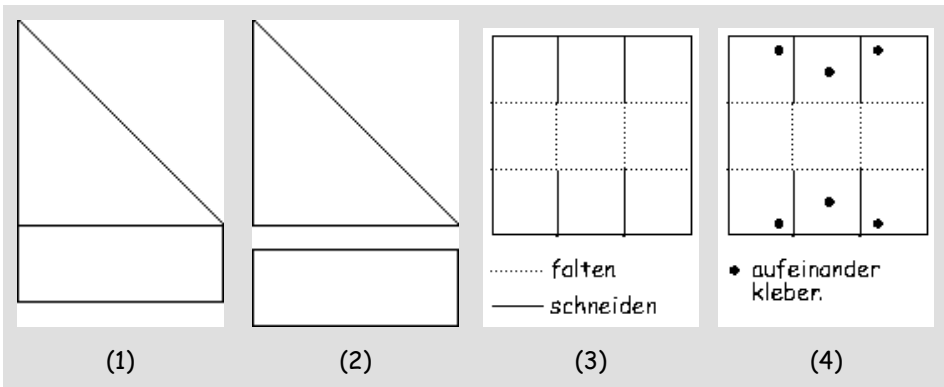 falten
schneiden
aufeinander
kleben.
(1)
(2)
(3)
(4)